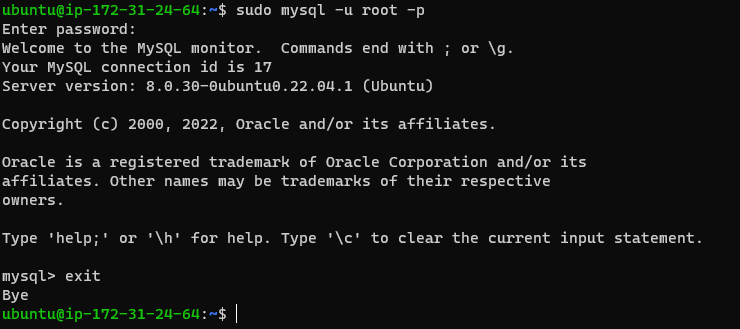 ubuntu@ip-172-31-24-64:~$ sudo mysql -u root -p
Enter password:
Welcome to the MySQL monitor.  Commands end with ; or \g.
Your MySQL connection id is 17
Server version: 8.0.30-0ubuntu0.22.04.1 (Ubuntu)

Copyright (c) 2000, 2022, Oracle and/or its affiliates.

Oracle is a registered trademark of Oracle Corporation and/or its
affiliates. Other names may be trademarks of their respective
owners.

Type 'help;' or '\h' for help. Type '\c' to clear the current input statement.

mysql> exit
Bye
ubuntu@ip-172-31-24-64:~$